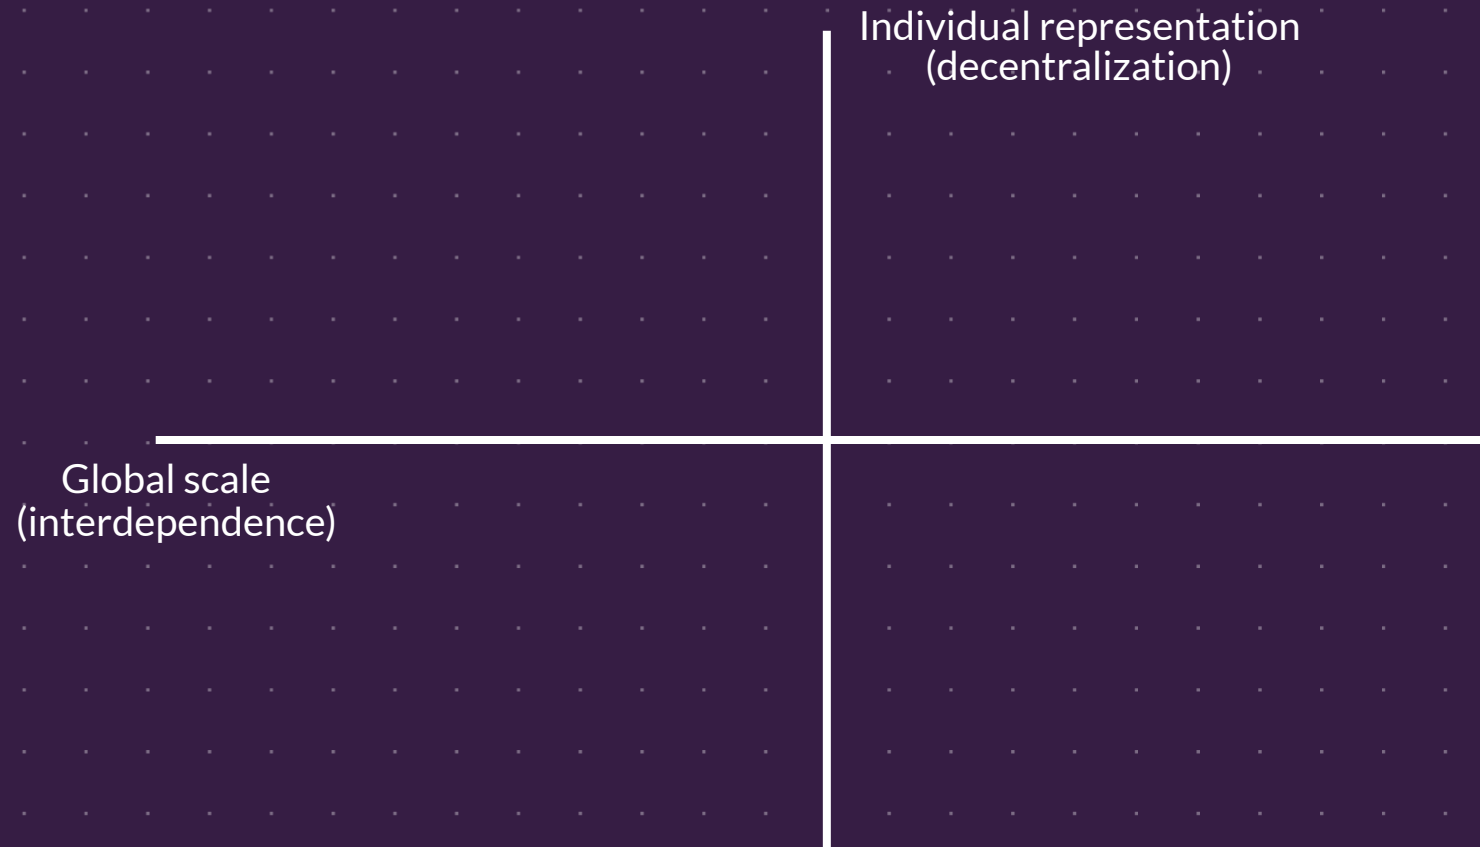 Individual representation
(decentralization)
Global scale
(interdependence)